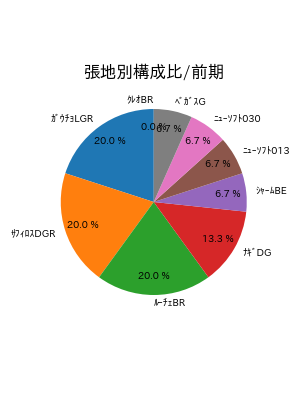 張地別構成比/前期
ｸﾚｵBR
0.0 %
ﾍﾟｶﾞｽG
6.7 %
ﾆｭｰｿﾌﾄ030
6.7 %
ﾆｭｰｿﾌﾄ013
6.7 %
ｼｬｰﾑBE
6.7 %
ﾅｷﾞDG
13.3 %
ﾙｰﾁｪBR
20.0 %
ｻﾌｨﾛｽDGR
20.0 %
ｶﾞｳﾁｮLGR
20.0 %